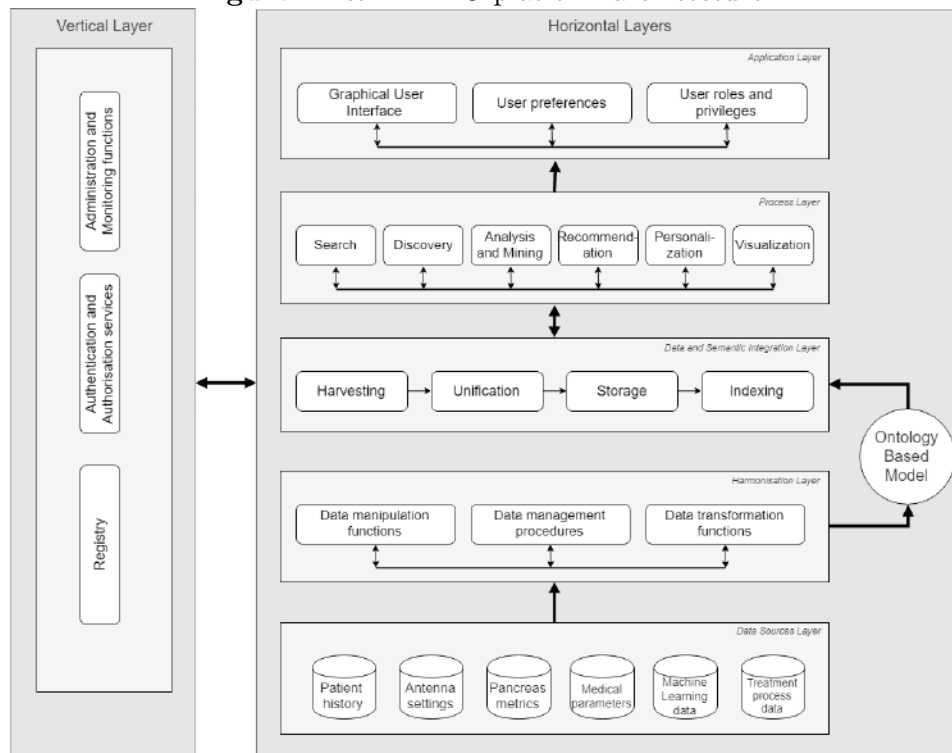 Vertical Layer
Administration and
Monitoring functions
Authentication and
Authorisation services
Registry
Horizontal Layers
Application Layer
Graphical User
Interface
User preferences
User roles and
privileges
Process Layer
Search
Discovery
Analysis
and Mining
Recommend-
ation
Personali-
zation
Visualization
Data and Semantic Integration Layer
Harvesting
Unification
Storage
Indexing
Ontology
Based
Model
Harmonisation Layer
Data manipulation
functions
Data management
procedures
Data transformation
functions
Data Sources Layer
Patient
history
Antenna
settings
Pancreas
metrics
Medical
parameters
Machine
Learning
data
Treatment
process
data